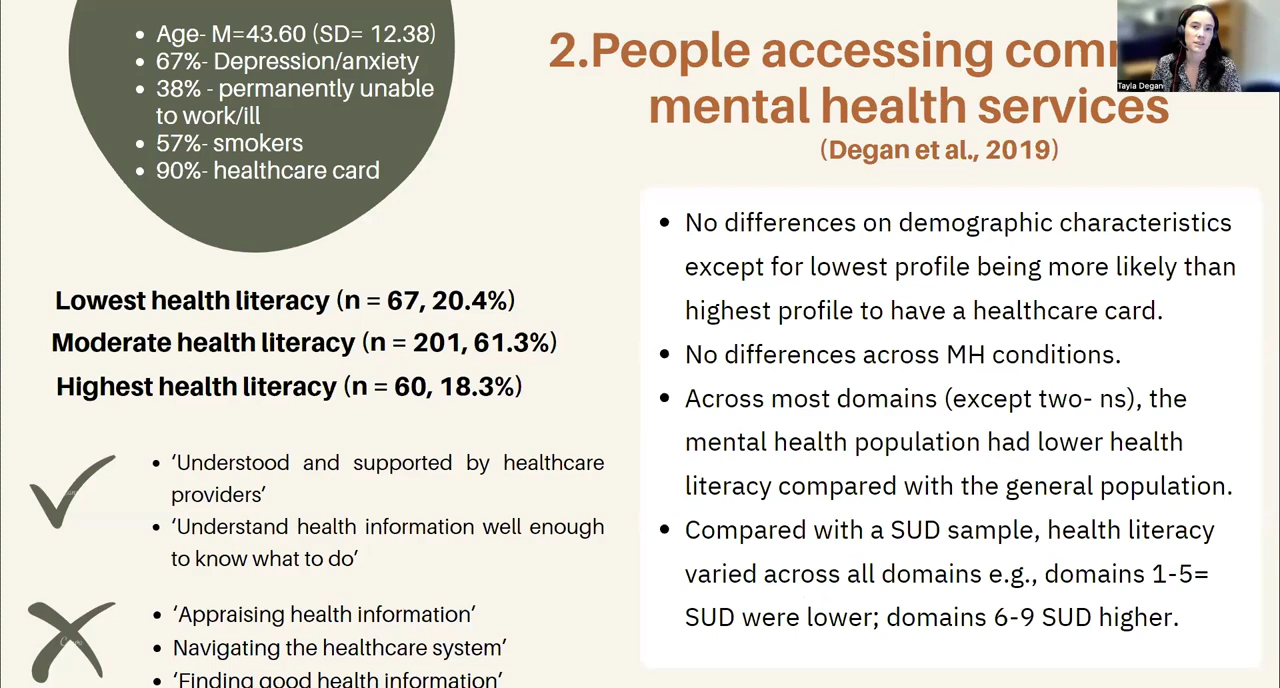 Age- M=43.60 (SD= 12.38)
67%- Depression/anxiety
38% - permanently unable
to work/ill
57%- smokers
90%- healthcare card
2.People accessing com
mental health services
(Degan et al., 2019)
Tayla Degan
Lowest health literacy (n = 67, 20.4%)
Moderate health literacy (n = 201, 61.3%)
Highest health literacy (n = 60, 18.3%)
‘Understood and supported by healthcare
providers’
‘Understand health information well enough
to know what to do’
‘Appraising health information’
Navigating the healthcare system’
‘Finding good health information’
No differences on demographic characteristics
except for lowest profile being more likely than
highest profile to have a healthcare card.
No differences across MH conditions.
Across most domains (except two- ns), the
mental health population had lower health
literacy compared with the general population.
Compared with a SUD sample, health literacy
varied across all domains e.g., domains 1-5=
SUD were lower; domains 6-9 SUD higher.